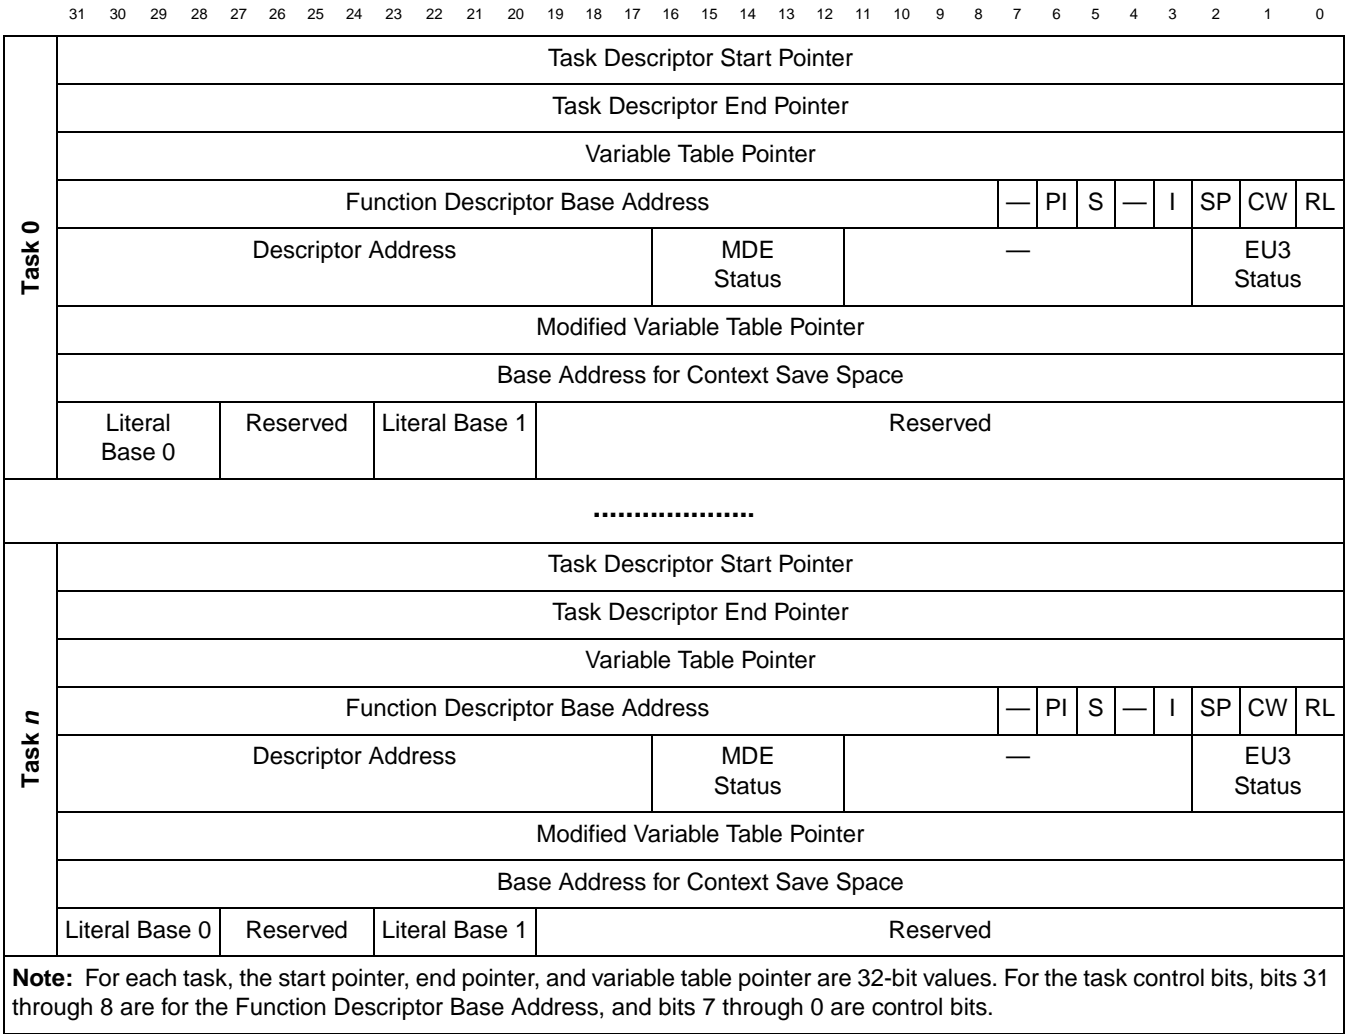 31 30 29 28 27 26 25 24 23 22 21 20 19 18 17 16 15 14 13 12 11 10 9 8 7 6 5 4 3 2 1 0
Task 0
Task Descriptor Start Pointer
Task Descriptor End Pointer
Variable Table Pointer
Function Descriptor Base Address — PI S — I SP CW RL
Descriptor Address MDE — EU3
Status Status
Modified Variable Table Pointer
Base Address for Context Save Space
Literal Reserved Literal Base 1 Reserved
Base 0
....................
Task n
Task Descriptor Start Pointer
Task Descriptor End Pointer
Variable Table Pointer
Function Descriptor Base Address — PI S — I SP CW RL
Descriptor Address MDE — EU3
Status Status
Modified Variable Table Pointer
Base Address for Context Save Space
Literal Base 0 Reserved Literal Base 1 Reserved
Note: For each task, the start pointer, end pointer, and variable table pointer are 32-bit values. For the task control bits, bits 31
through 8 are for the Function Descriptor Base Address, and bits 7 through 0 are control bits.